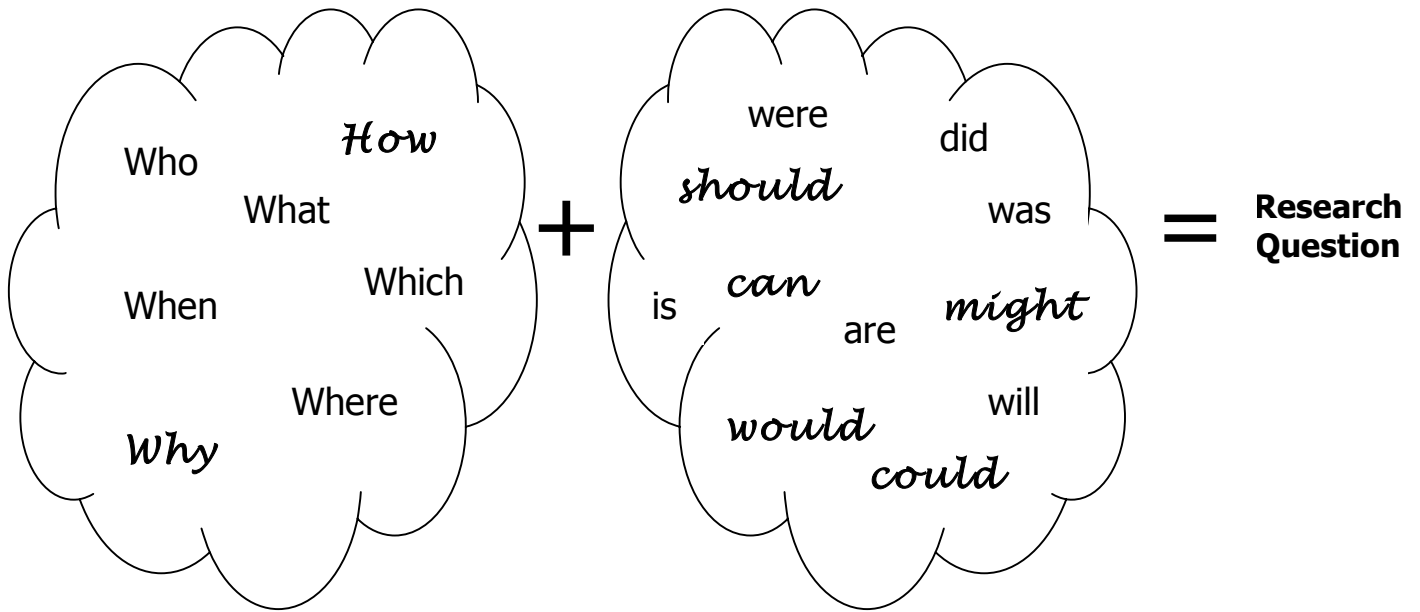 Who
How
What
When
Which
Where
Why
+
were
did
should
was
is
can
are
might
would
will
could
=
Research
Question